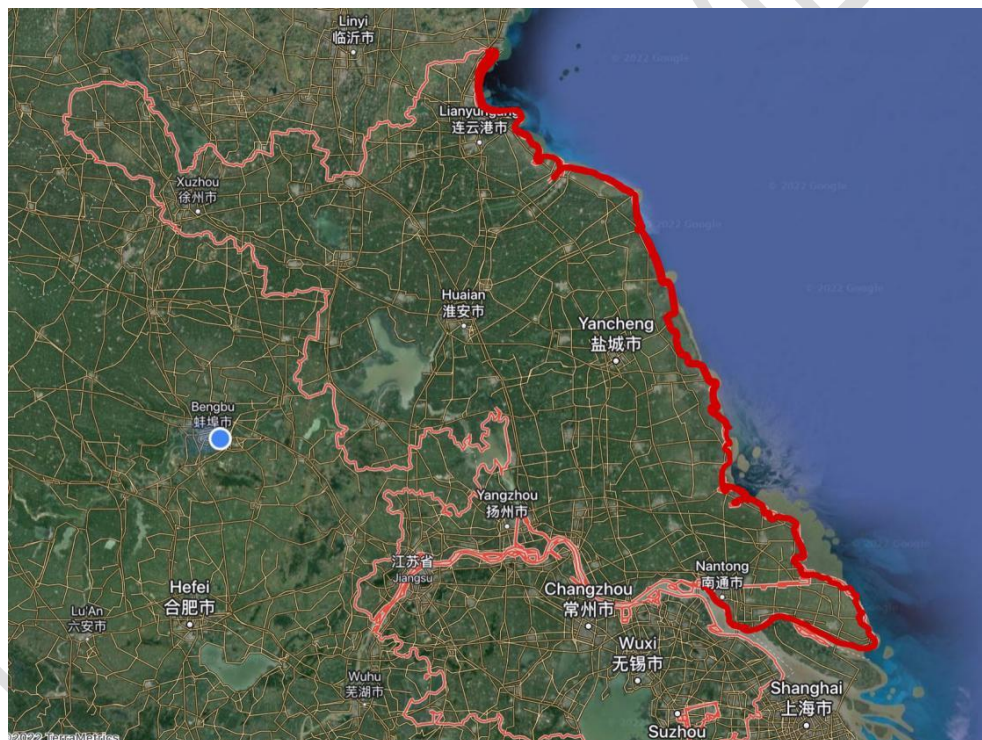 Linyi
临沂市
© 2022 Google
Lianyungang
连云港市
Xuzhou
徐州市
© 2022 Google
© 2022 Google
Huaian
淮安市
© 2022 Google
Yancheng
盐城市
Bengbu
蚌埠市
Yangzhou
扬州市
江苏省
Jiangsu
Nantong
南通市
Hefei
合肥市
Changzhou
常州市
Lu'An
六安市
Wuxi
无锡市
Wuhu
芜湖市
Shanghai
上海市
Suzhou
©2022 TerraMetrics